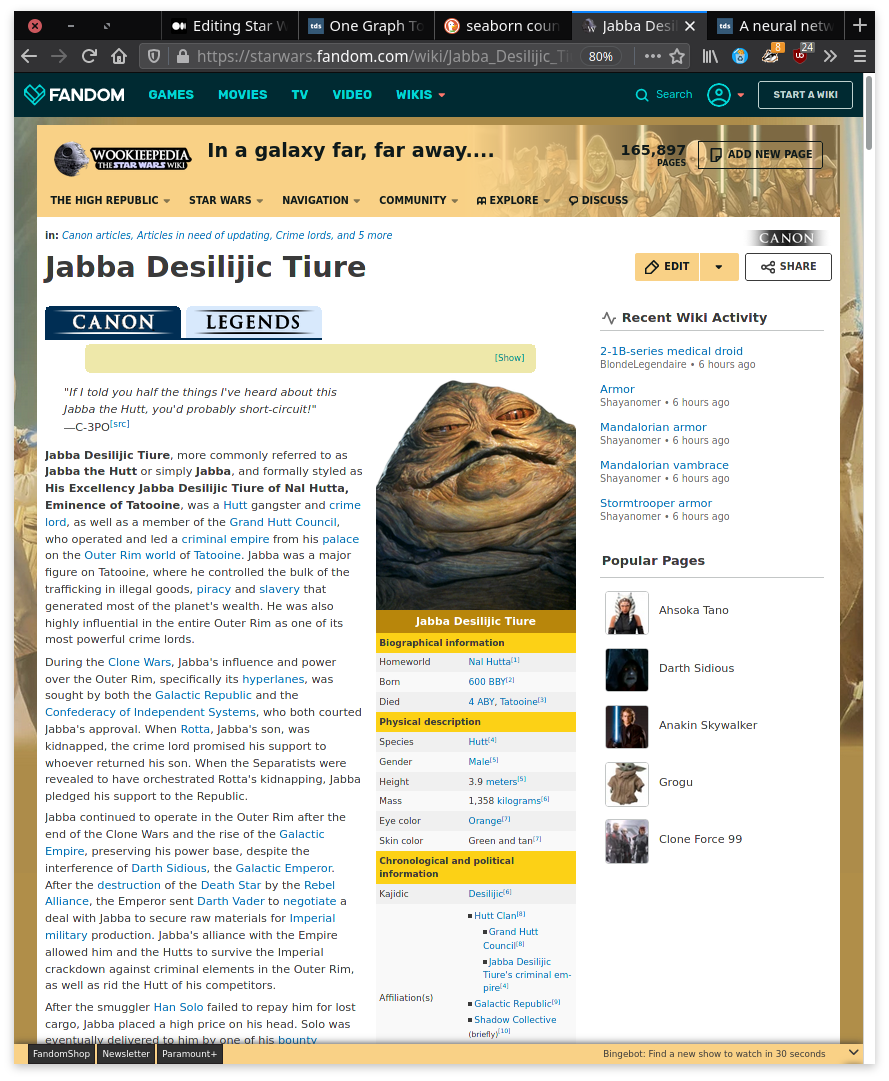 Editing Star W
One Graph To
seaborn coun
Jabba Desil
A neural netw
https://starwars.fandom.com/wiki/Jabba_Desilijic_Ti
80%
8
24
FANDOM
GAMES
MOVIES
TV
VIDEO
WIKIS
Search
START A WIKI
WOOKIEEPEDIA
THE STAR WARS WIKI
In a galaxy far, far away....
165,897
PAGES
ADD NEW PAGE
THE HIGH REPUBLIC
STAR WARS
NAVIGATION
COMMUNITY
EXPLORE
DISCUSS
in: Canon articles, Articles in need of updating, Crime lords, and 5 more
CANON
Jabba Desilijic Tiure
EDIT
SHARE
CANON
LEGENDS
[Show]
"If I told you half the things I've heard about this
Jabba the Hutt, you'd probably short-circuit!"
—C-3PO[src]
Jabba Desilijic Tiure, more commonly referred to as
Jabba the Hutt or simply Jabba, and formally styled as
His Excellency Jabba Desilijic Tiure of Nal Hutta,
Eminence of Tatooine, was a Hutt gangster and crime
lord, as well as a member of the Grand Hutt Council,
who operated and led a criminal empire from his palace
on the Outer Rim world of Tatooine. Jabba was a major
figure on Tatooine, where he controlled the bulk of the
trafficking in illegal goods, piracy and slavery that
generated most of the planet's wealth. He was also
highly influential in the entire Outer Rim as one of its
most powerful crime lords.
During the Clone Wars, Jabba's influence and power
over the Outer Rim, specifically its hyperlanes, was
sought by both the Galactic Republic and the
Confederacy of Independent Systems, who both courted
Jabba's approval. When Rotta, Jabba's son, was
kidnapped, the crime lord promised his support to
whoever returned his son. When the Separatists were
revealed to have orchestrated Rotta's kidnapping, Jabba
pledged his support to the Republic.
Jabba continued to operate in the Outer Rim after the
end of the Clone Wars and the rise of the Galactic
Empire, preserving his power base, despite the
interference of Darth Sidious, the Galactic Emperor.
After the destruction of the Death Star by the Rebel
Alliance, the Emperor sent Darth Vader to negotiate a
deal with Jabba to secure raw materials for Imperial
military production. Jabba's alliance with the Empire
allowed him and the Hutts to survive the Imperial
crackdown against criminal elements in the Outer Rim,
as well as rid the Hutt of his competitors.
After the smuggler Han Solo failed to repay him for lost
cargo, Jabba placed a high price on his head. Solo was
eventually delivered to him by one of his bounty
Jabba Desilijic Tiure
Biographical information
Homeworld Nal Hutta[1]
Born 600 BBY[2]
Died 4 ABY, Tatooine[3]
Physical description
Species Hutt[4]
Gender Male[5]
Height 3.9 meters[5]
Mass 1,358 kilograms[6]
Eye color Orange[7]
Skin color Green and tan[7]
Chronological and political
information
Kajidic Desilijic[6]
Affiliation(s)
Hutt Clan[8]
Grand Hutt
Council[8]
Jabba Desilijic
Tiure's criminal em-
pire[4]
Galactic Republic[9]
Shadow Collective
(briefly)[10]
Recent Wiki Activity
2-1B-series medical droid
BlondeLegendaire • 6 hours ago
Armor
Shayanomer • 6 hours ago
Mandalorian armor
Shayanomer • 6 hours ago
Mandalorian vambrace
Shayanomer • 6 hours ago
Stormtrooper armor
Shayanomer • 6 hours ago
Popular Pages
Ahsoka Tano
Darth Sidious
Anakin Skywalker
Grogu
Clone Force 99
FandomShop
Newsletter
Paramount+
Bingebot: Find a new show to watch in 30 seconds